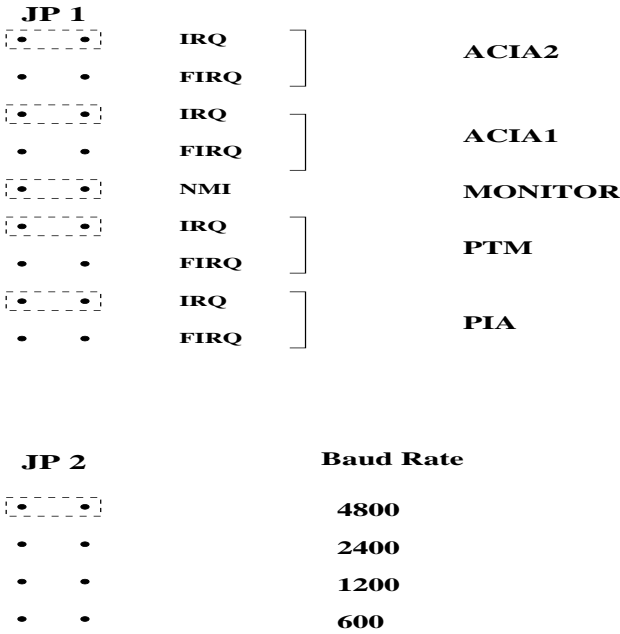 JP 1
IRQ
ACIA2
FIRQ
IRQ
ACIA1
FIRQ
NMI MONITOR
IRQ
PTM
FIRQ
IRQ
PIA
FIRQ
JP 2 Baud Rate
4800
2400
1200
600